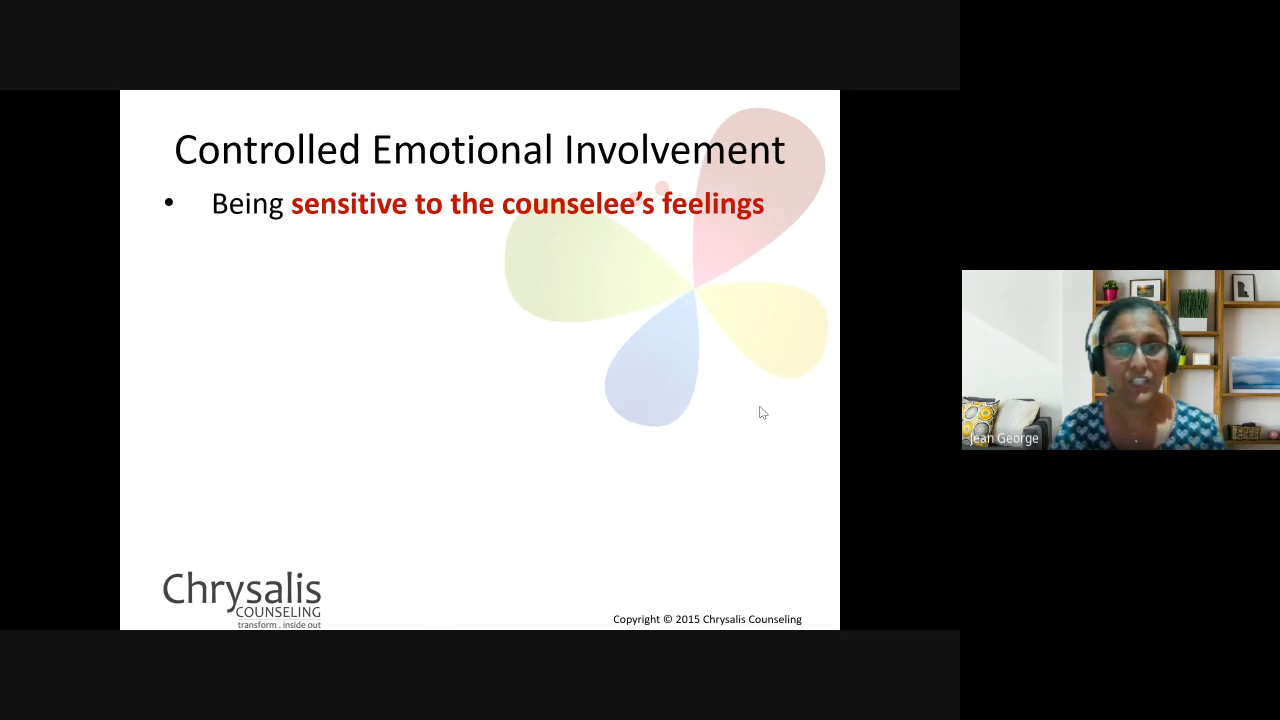 Controlled Emotional Involvement
• Being sensitive to the counselee’s feelings
Chrysalis
COUNSELING
transform . inside out
Copyright © 2015 Chrysalis Counseling
Jean George